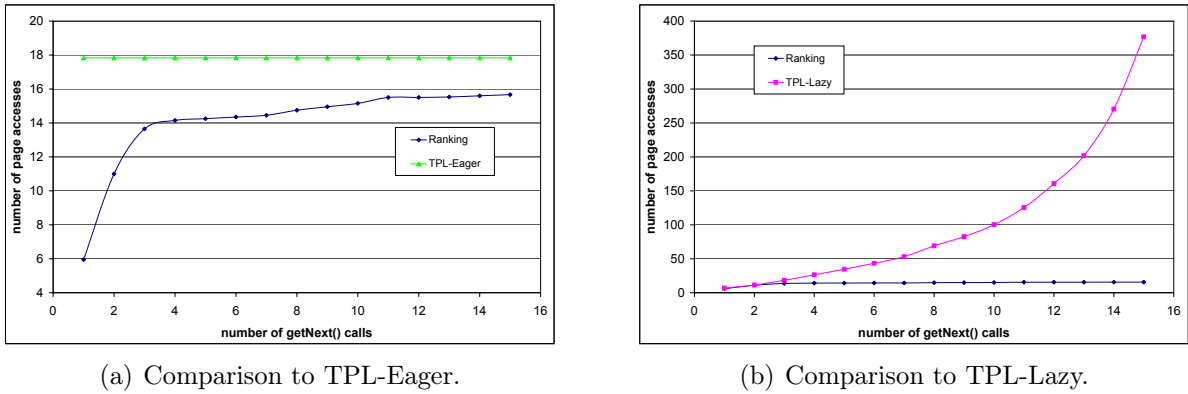 20
18
16
14
12
10
8
6
4
0 2 4 6 8 10 12 14 16
number of page accesses
number of getNext() calls
Ranking
TPL-Eager
(a) Comparison to TPL-Eager.
400
350
300
250
200
150
100
50
0
0 2 4 6 8 10 12 14 16
number of page accesses
number of getNext() calls
Ranking
TPL-Lazy
(b) Comparison to TPL-Lazy.